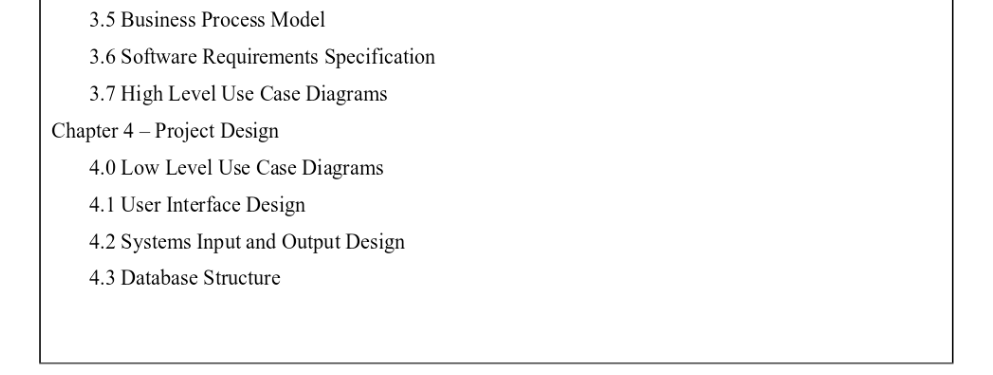 3.5 Business Process Model
3.6 Software Requirements Specification
3.7 High Level Use Case Diagrams
Chapter 4 – Project Design
4.0 Low Level Use Case Diagrams
4.1 User Interface Design
4.2 Systems Input and Output Design
4.3 Database Structure